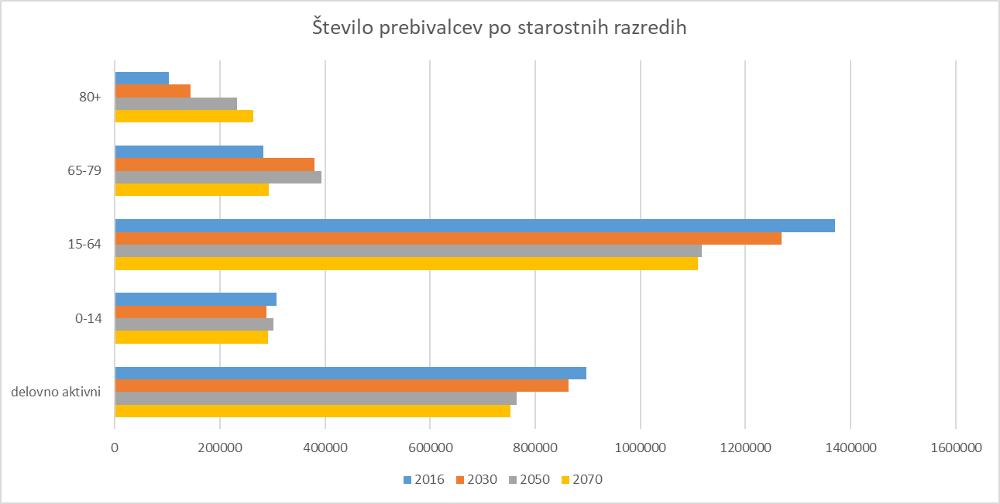 Število prebivalcev po starostnih razredih
80+
65-79
15-64
0-14
delovno aktivni
0 200000 400000 600000 800000 1000000 1200000 1400000 1600000
2016 2030 2050 2070